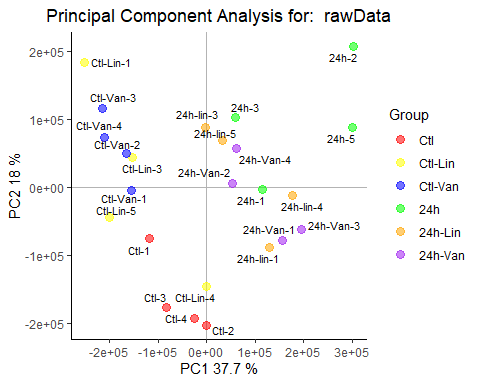 Principal Component Analysis for: rawData
2e+05
1e+05
0e+00
-1e+05
-2e+05
PC2 18 %
24h-2
Ctl-Lin-1
Ctl-Van-3
24h-lin-3
24h-3
Ctl-Van-4
24h-lin-5
24h-5
Ctl-Van-2
24h-Van-4
Ctl-Lin-3
24h-Van-2
Ctl-Van-1
24h-1
Ctl-Lin-5
24h-lin-4
24h-Van-1
24h-Van-3
Ctl-1
24h-lin-1
Ctl-3
Ctl-Lin-4
Ctl-4
Ctl-2
-2e+05
-1e+05
0e+00
1e+05
2e+05
3e+05
PC1 37.7 %
Group
Ctl
Ctl-Lin
Ctl-Van
24h
24h-Lin
24h-Van